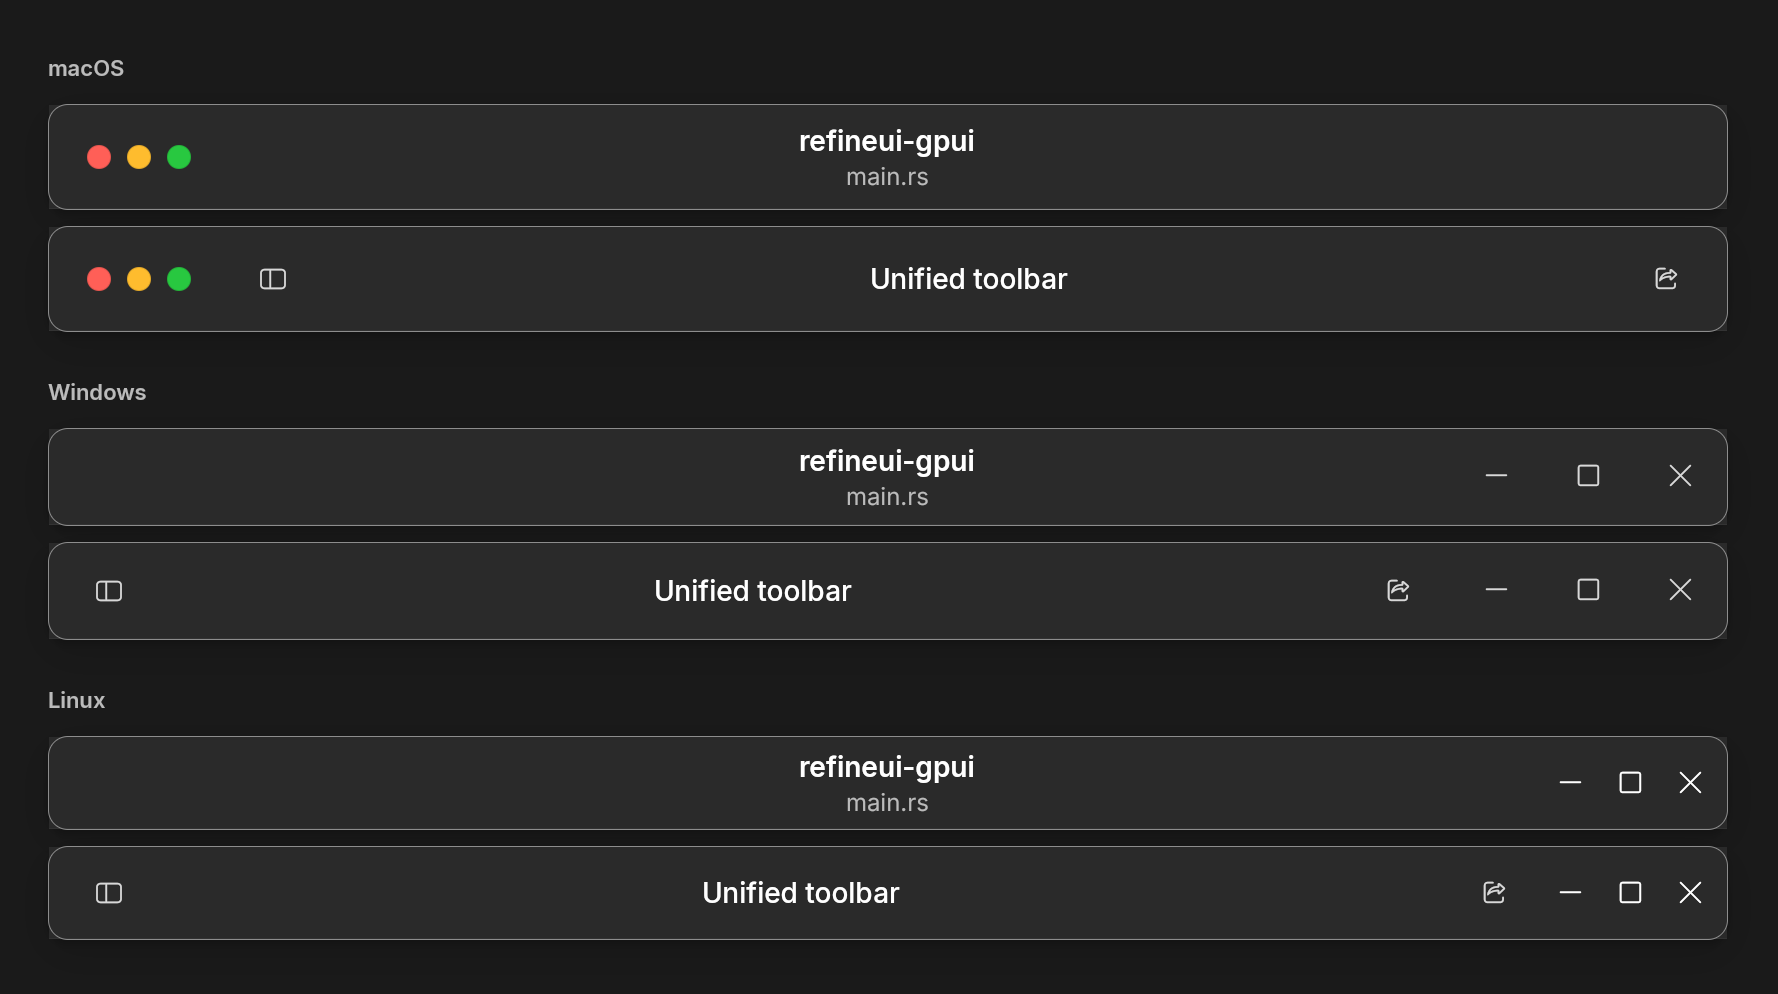 macOS
refineui-gpui
main.rs
Unified toolbar
Windows
refineui-gpui
main.rs
Unified toolbar
Linux
refineui-gpui
main.rs
Unified toolbar